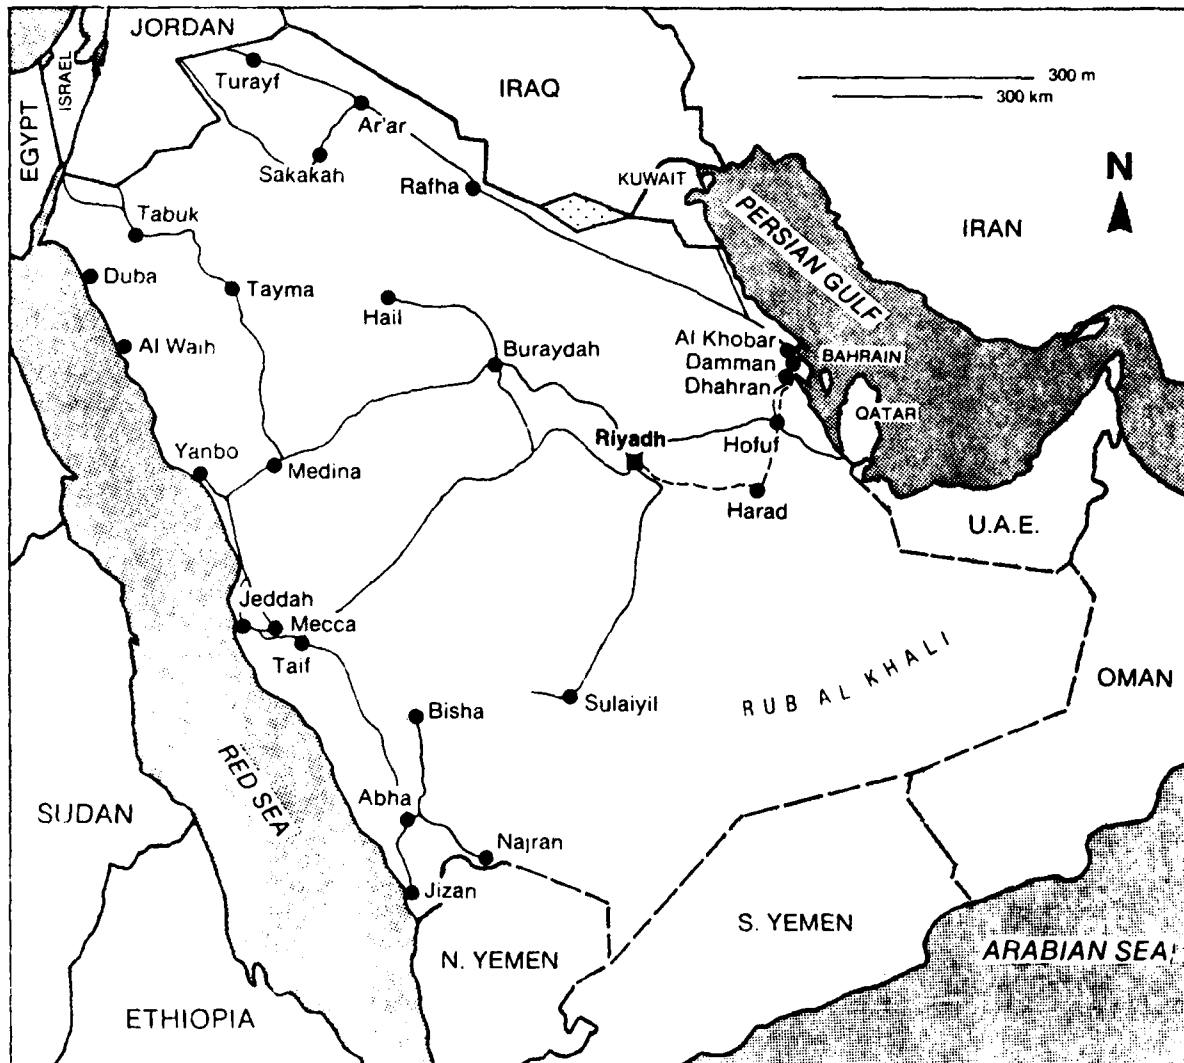 JORDAN
Turayf
IRAQ
300 m
300 km
ISRAEL
EGYPT
Ar'ar
Sakakah
Rafha
KUWAIT
N
PERSIAN GULF
IRAN
Tabuk
Duba
Tayma
Hail
Al Wajh
Buraydah
Al Khobar
Damman
Dhahran
BAHRAIN
QATAR
Yanbo
Medina
Riyadh
Hofuf
Harad
U.A.E.
Jeddah
Mecca
Taif
RUB AL KHALI
OMAN
Sulaiyil
Bisha
RED SEA
SUDAN
Abha
Najran
Jizan
S. YEMEN
N. YEMEN
ARABIAN SEA
ETHIOPIA